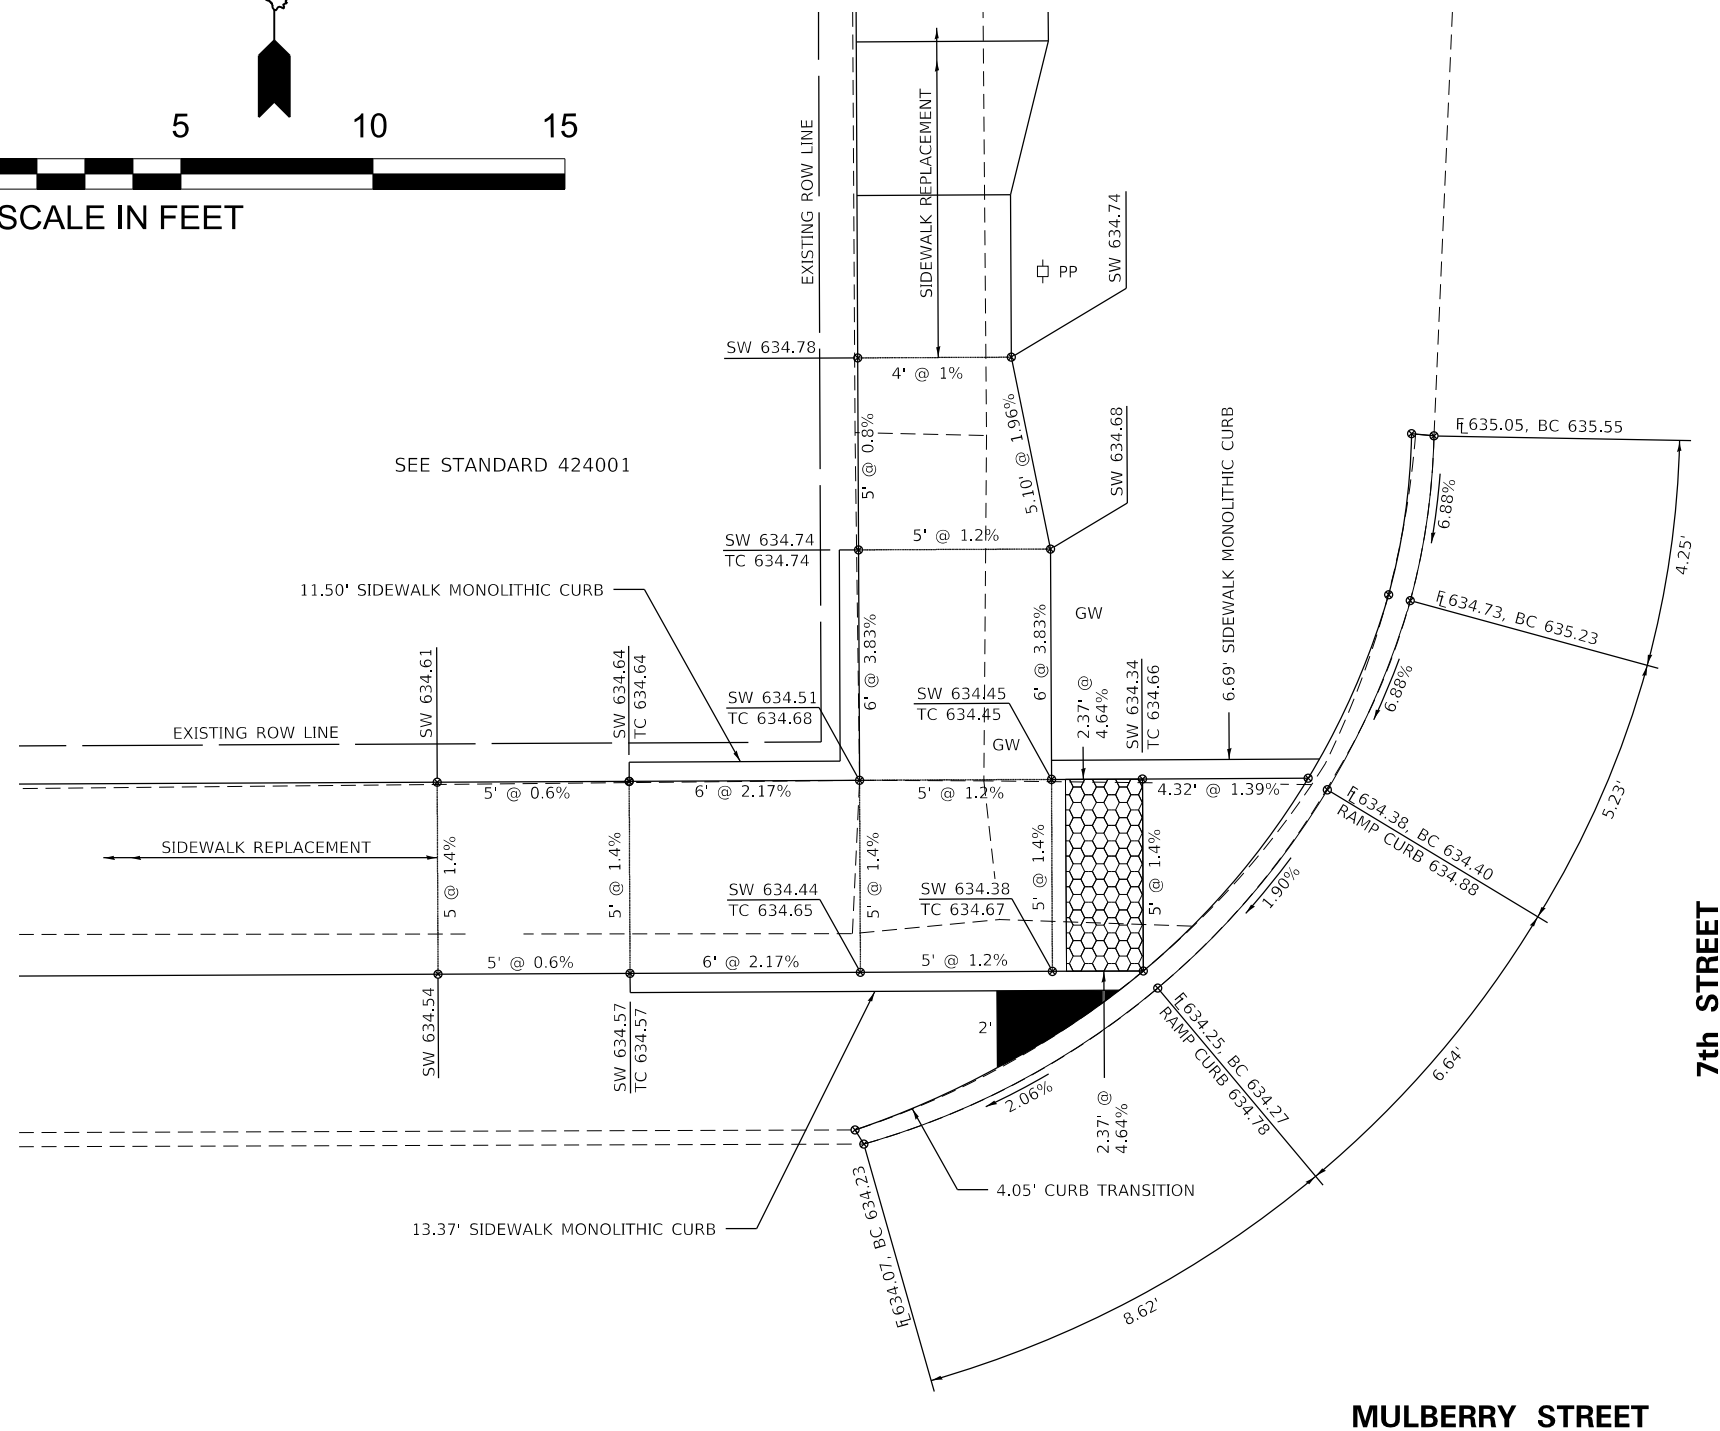 5 10 15
SCALE IN FEET
EXISTING ROW LINE
SIDEWALK REPLACEMENT
PP
SW 634.74
SW 634.78
4' @ 1%
5' @ 0.8%
5.10' @ 1.96%
SW 634.68
6.69' SIDEWALK MONOLITHIC CURB
FL 635.05, BC 635.55
6.88%
4.25'
SEE STANDARD 424001
SW 634.74
TC 634.74
5' @ 1.2%
11.50' SIDEWALK MONOLITHIC CURB
6' @ 3.83%
6' @ 3.83%
GW
FL 634.73, BC 635.23
6.88%
SW 634.61
SW 634.64
TC 634.64
SW 634.51
TC 634.68
SW 634.45
TC 634.45
GW
2.37' @
4.64%
SW 634.34
TC 634.66
EXISTING ROW LINE
5' @ 0.6%
6' @ 2.17%
5' @ 1.2%
4.32' @ 1.39%
FL 634.38, BC 634.40
RAMP CURB 634.88
5.23'
SIDEWALK REPLACEMENT
5 @ 1.4%
5' @ 1.4%
5' @ 1.4%
5' @ 1.4%
5' @ 1.4%
1.90%
SW 634.44
TC 634.65
SW 634.38
TC 634.67
5' @ 0.6%
6' @ 2.17%
5' @ 1.2%
7th STREET
SW 634.54
SW 634.57
TC 634.57
2'
FL 634.25, BC 634.27
RAMP CURB 634.78
6.64'
2.06%
2.37' @
4.64%
4.05' CURB TRANSITION
13.37' SIDEWALK MONOLITHIC CURB
FL 634.07, BC 634.23
8.62'
MULBERRY STREET